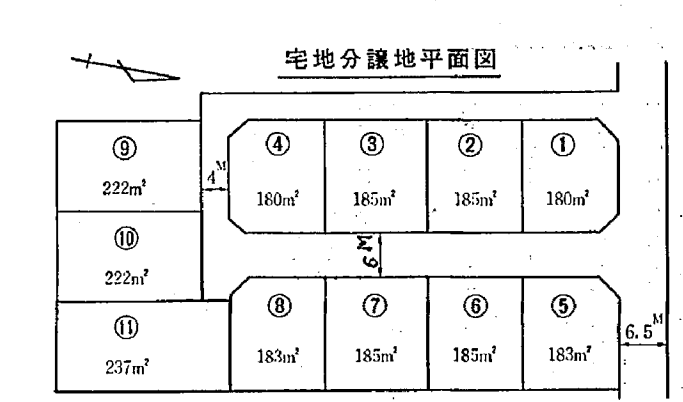 宅地分譲地平面図
⑨
222m²
⑩
222m²
⑪
237m²
4M
④
180m²
③
185m²
②
185m²
①
180m²
6M
⑧
183m²
⑦
185m²
⑥
185m²
⑤
183m²
6.5M